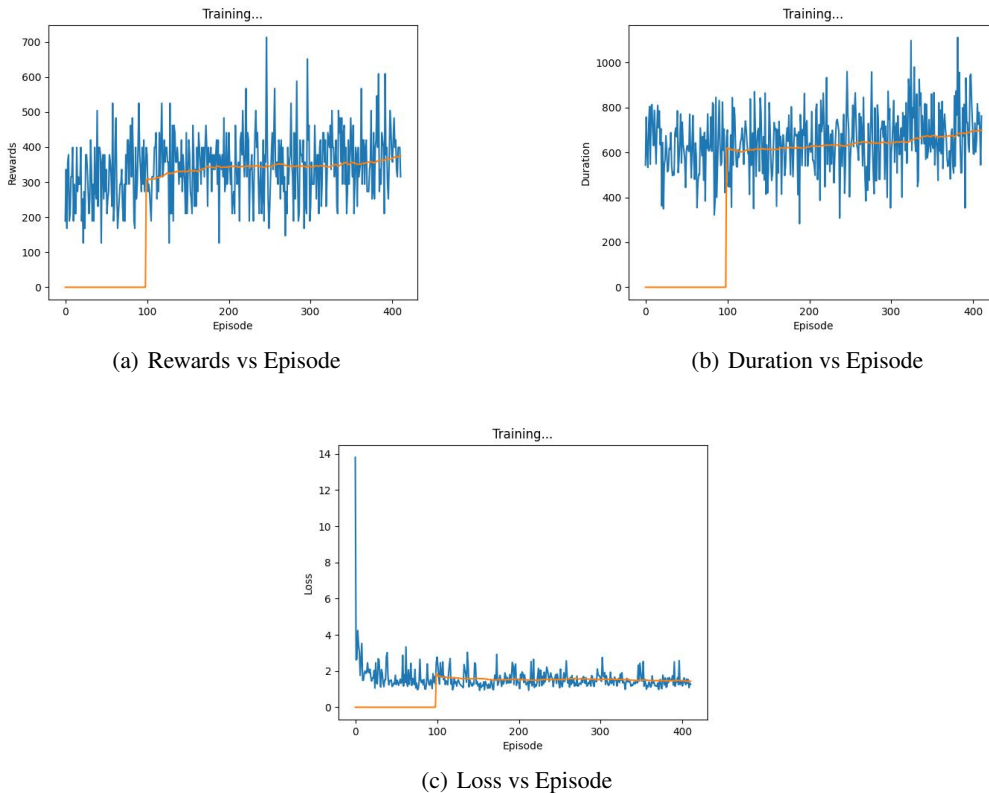 Training...
Rewards
700
600
500
400
300
200
100
0
0 100 200 300 400
Episode
(a) Rewards vs Episode
Training...
Duration
1000
800
600
400
200
0
0 100 200 300 400
Episode
(b) Duration vs Episode
Training...
Loss
14
12
10
8
6
4
2
0
0 100 200 300 400
Episode
(c) Loss vs Episode